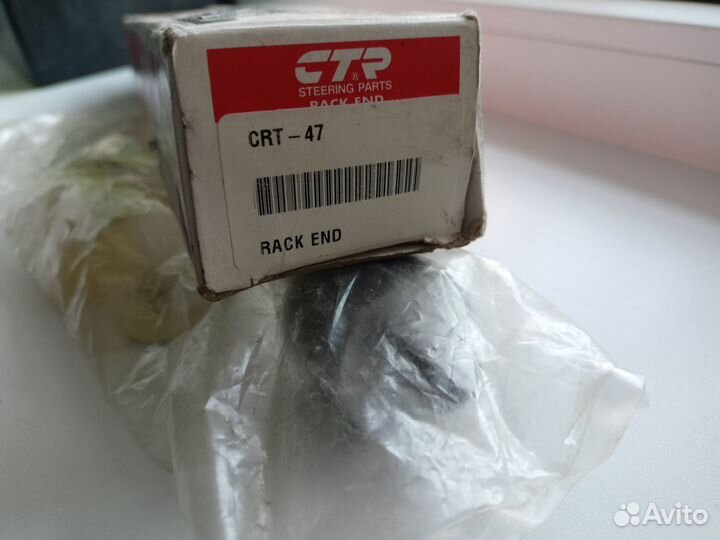 CTR
®
STEERING PARTS
RACK END
CRT-47
RACK END
Avito